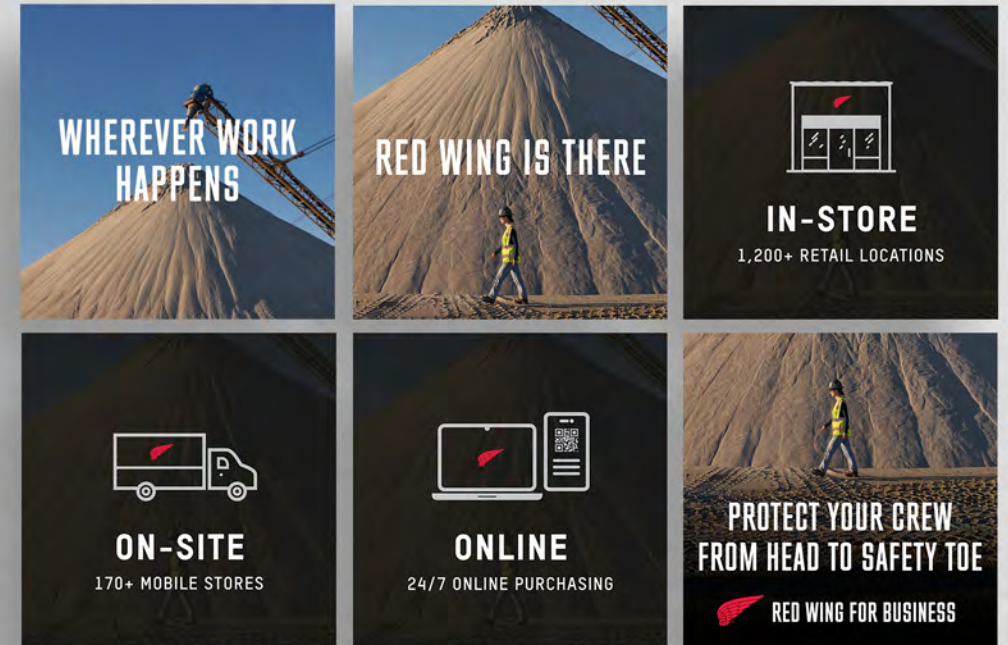 WHEREVER WORK
HAPPENS
RED WING IS THERE
IN-STORE
1,200+ RETAIL LOCATIONS
ON-SITE
170+ MOBILE STORES
ONLINE
24/7 ONLINE PURCHASING
PROTECT YOUR CREW
FROM HEAD TO SAFETY TOE
RED WING FOR BUSINESS